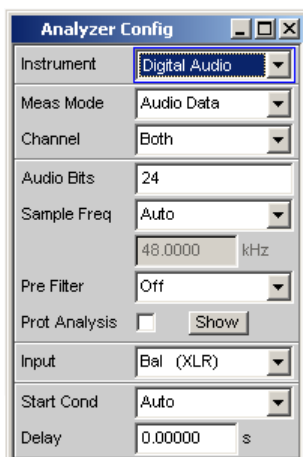 Analyzer Config
Instrument Digital Audio
Meas Mode Audio Data
Channel Both
Audio Bits 24
Sample Freq Auto
48.0000 kHz
Pre Filter Off
Prot Analysis Show
Input Bal (XLR)
Start Cond Auto
Delay 0.00000 s